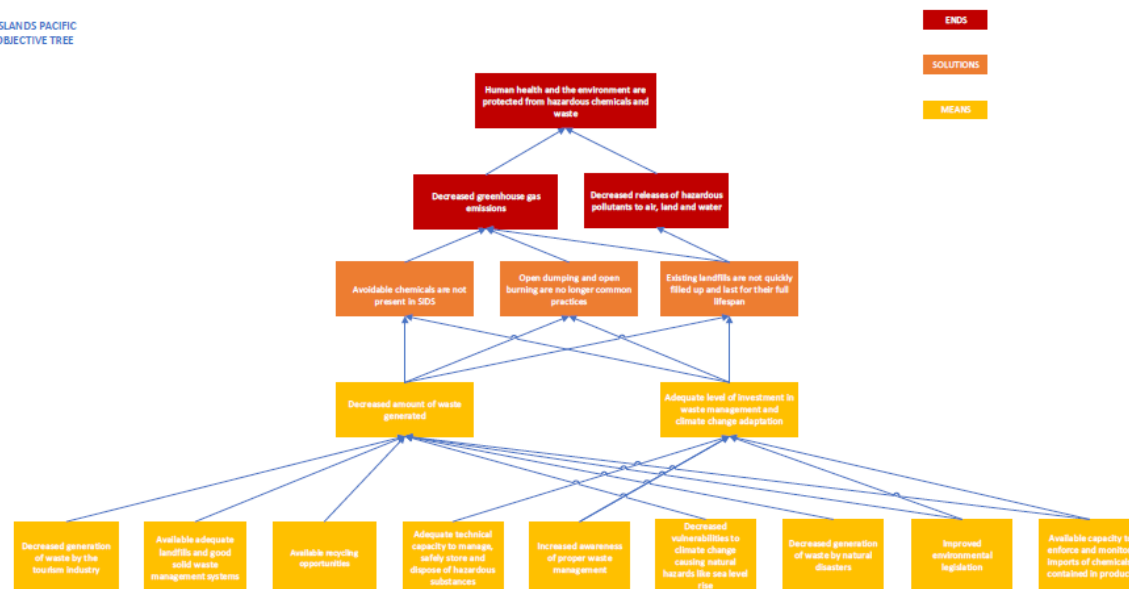 SLANDS PACIFIC
OBJECTIVE TREE
ENDS
SOLUTIONS
MEANS
Human health and the environment are
protected from hazardous chemicals and
waste
Decreased greenhouse gas
emissions
Decreased releases of hazardous
pollutants to air, land and water
Avoidable chemicals are not
present in SIDS
Open dumping and open
burning are no longer common
practices
Existing landfills are not quickly
filled up and last for their full
lifespan
Decreased amount of waste
generated
Adequate level of investment in
waste management and
climate change adaptation
Decreased generation
of waste by the
tourism industry
Available adequate
landfills and good
solid waste
management systems
Available recycling
opportunities
Adequate technical
capacity to manage,
safely store and
dispose of hazardous
substances
Increased awareness
of proper waste
management
Decreased
vulnerabilities to
climate change
causing natural
hazards like sea level
rise
Decreased generation
of waste by natural
disasters
Improved
environmental
legislation
Available capacity to
enforce and monitor
imports of chemicals
contained in produc